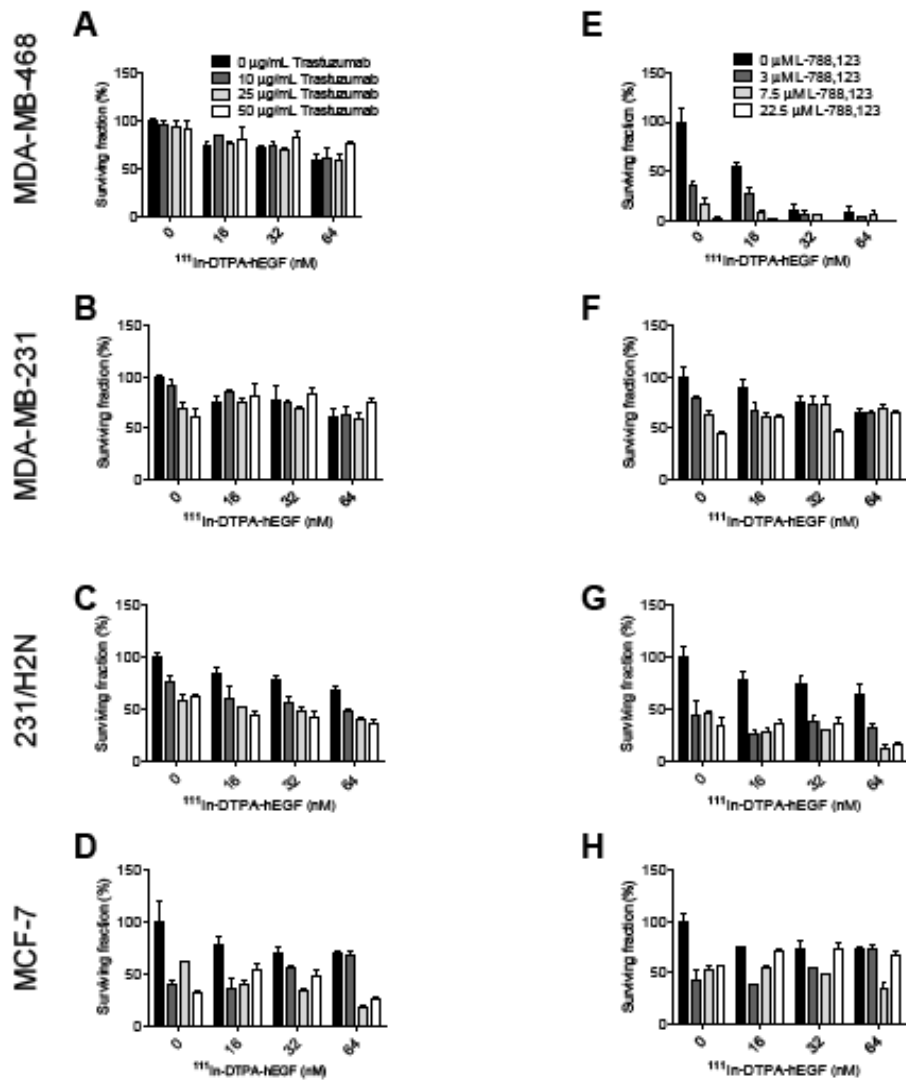 MDA-MB-468
A
Surviving fraction (%)
150
100
50
0
0 µg/mL Trastuzumab
10 µg/mL Trastuzumab
25 µg/mL Trastuzumab
50 µg/mL Trastuzumab
0 16 32 64
¹¹¹In-DTPA-hEGF (nM)
E
Surviving fraction (%)
150
100
50
0
0 µM L-788,123
3 µM L-788,123
7.5 µM L-788,123
22.5 µM L-788,123
0 16 32 64
¹¹¹In-DTPA-hEGF (nM)
MDA-MB-231
B
Surviving fraction (%)
150
100
50
0
0 16 32 64
¹¹¹In-DTPA-hEGF (nM)
F
Surviving fraction (%)
150
100
50
0
0 16 32 64
¹¹¹In-DTPA-hEGF (nM)
231/H2N
C
Surviving fraction (%)
150
100
50
0
0 16 32 64
¹¹¹In-DTPA-hEGF (nM)
G
Surviving fraction (%)
150
100
50
0
0 16 32 64
¹¹¹In-DTPA-hEGF (nM)
MCF-7
D
Surviving fraction (%)
150
100
50
0
0 16 32 64
¹¹¹In-DTPA-hEGF (nM)
H
Surviving fraction (%)
150
100
50
0
0 16 32 64
¹¹¹In-DTPA-hEGF (nM)